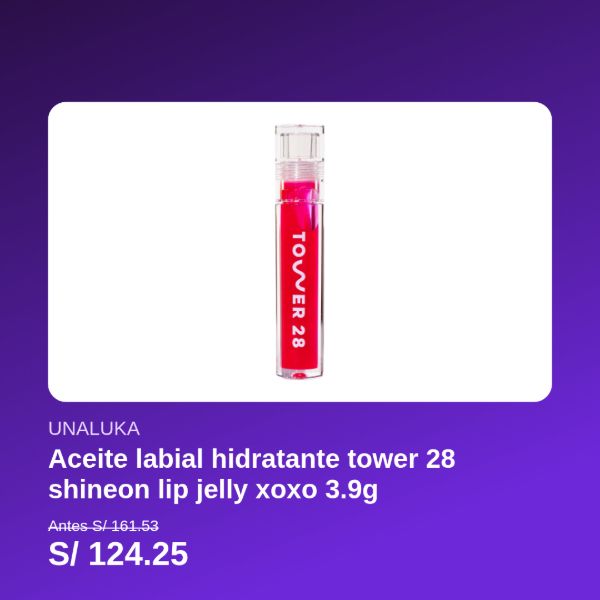 TOWER 28
UNALUKA
Aceite labial hidratante tower 28
shineon lip jelly xoxo 3.9g
Antes S/ 161.53
S/ 124.25